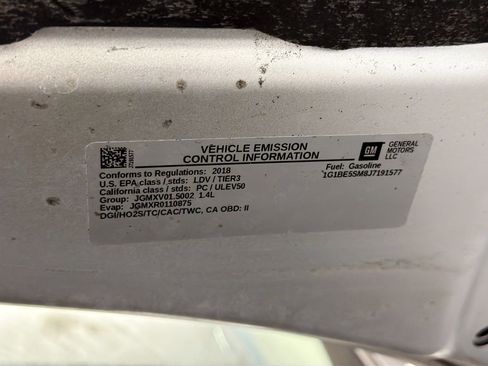 VEHICLE EMISSION
CONTROL INFORMATION
GM GENERAL MOTORS LLC
Conforms to Regulations: 2018
Fuel: Gasoline
U.S. EPA class / stds: LDV / TIER3
1G1BE5SM8J7191577
California class / stds: PC / ULEV50
Group: JGMXV01.5002 1.4L
Evap: JGMXR0110875
DGI/HO2S/TC/CAC/TWC, CA OBD: II